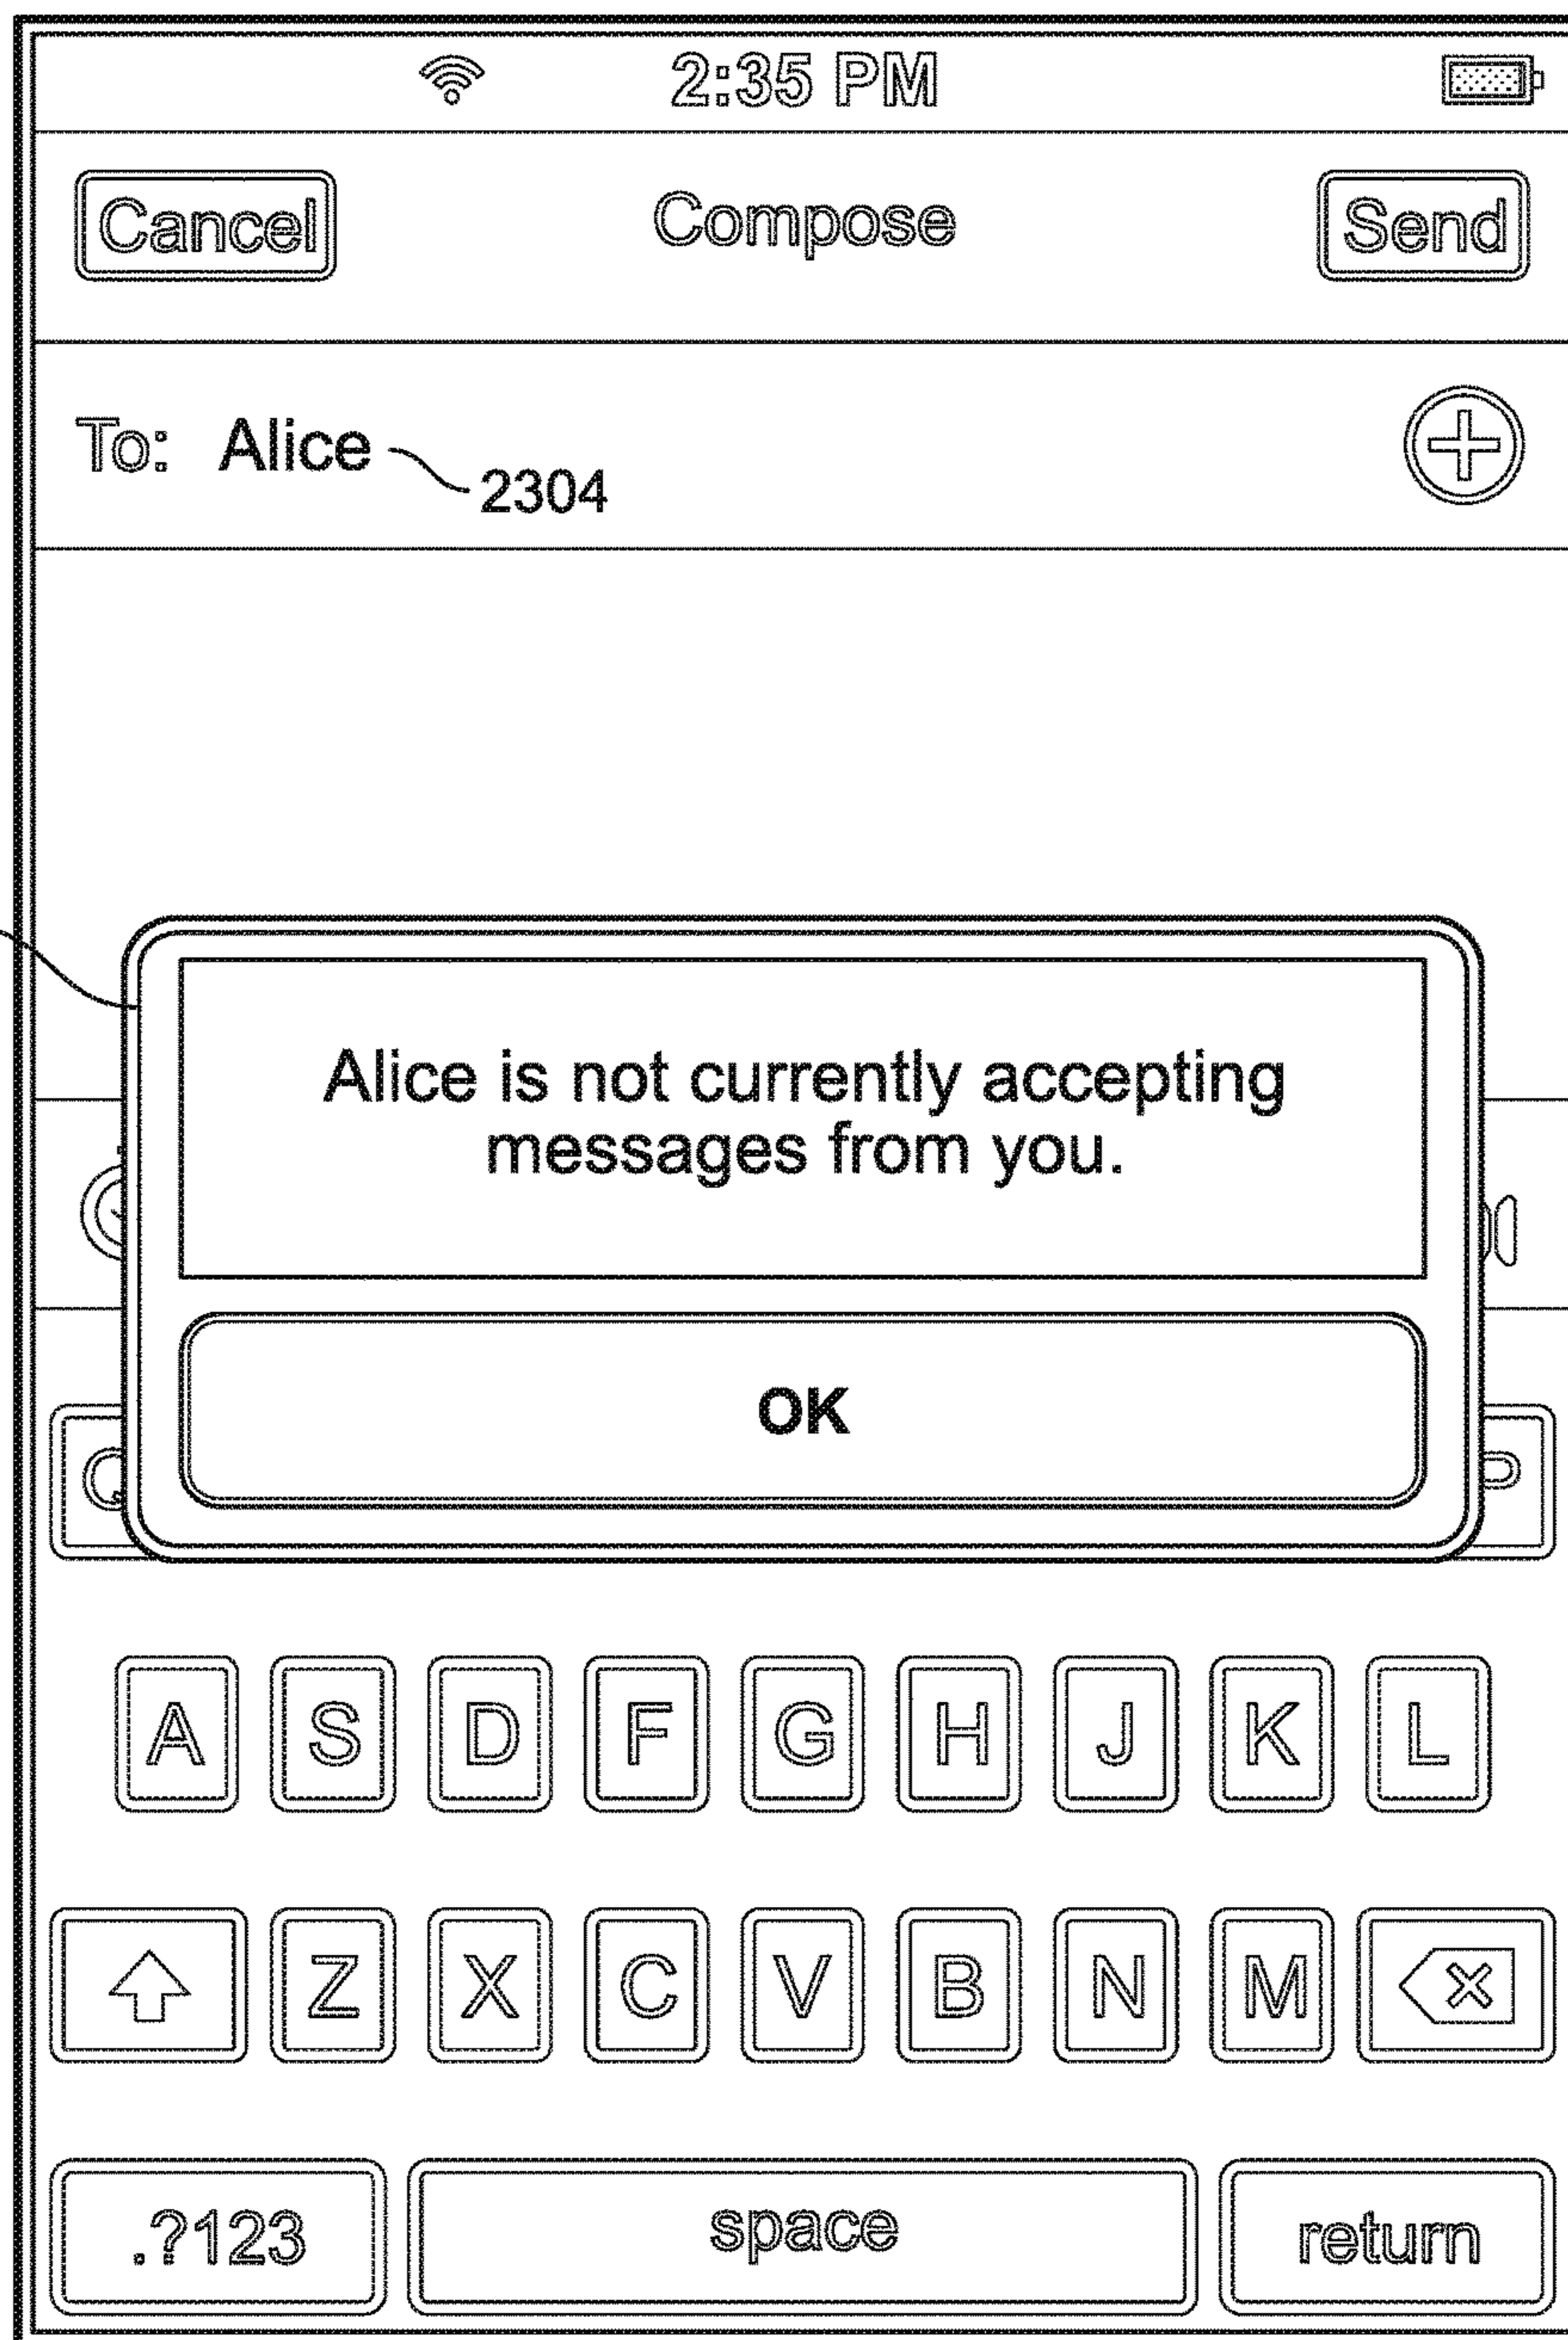 2:35 PM
Cancel Compose Send
To: Alice 2304
Alice is not currently accepting
messages from you.
OK
Q P
A S D F G H J K L
Z X C V B N M
.?123 space return